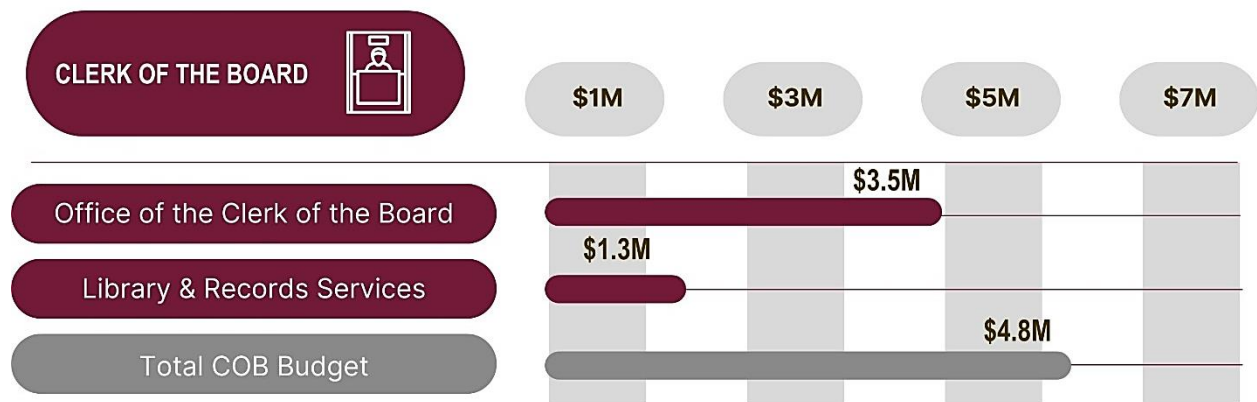 CLERK OF THE BOARD
$1M $3M $5M $7M
Office of the Clerk of the Board $3.5M
Library & Records Services $1.3M
Total COB Budget $4.8M